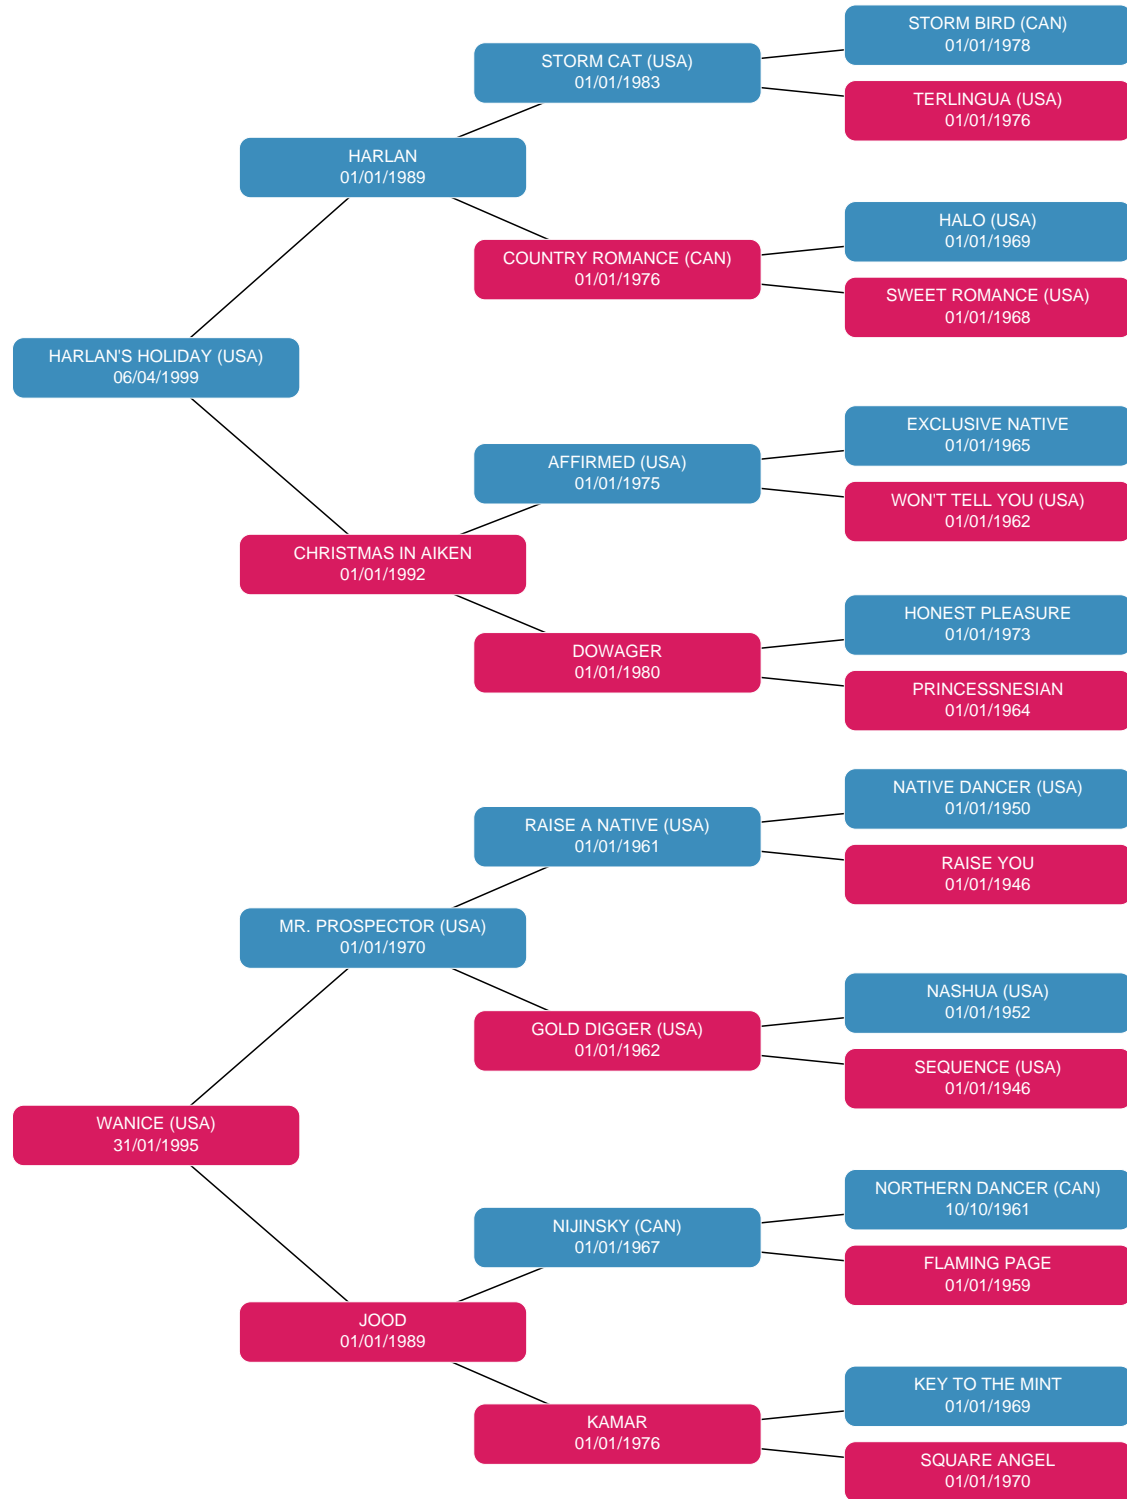 STORM BIRD (CAN)
01/01/1978
STORM CAT (USA)
01/01/1983
TERLINGUA (USA)
01/01/1976
HARLAN
01/01/1989
HALO (USA)
01/01/1969
COUNTRY ROMANCE (CAN)
01/01/1976
SWEET ROMANCE (USA)
01/01/1968
HARLAN'S HOLIDAY (USA)
06/04/1999
EXCLUSIVE NATIVE
01/01/1965
AFFIRMED (USA)
01/01/1975
WON'T TELL YOU (USA)
01/01/1962
CHRISTMAS IN AIKEN
01/01/1992
HONEST PLEASURE
01/01/1973
DOWAGER
01/01/1980
PRINCESSNESIAN
01/01/1964
NATIVE DANCER (USA)
01/01/1950
RAISE A NATIVE (USA)
01/01/1961
RAISE YOU
01/01/1946
MR. PROSPECTOR (USA)
01/01/1970
NASHUA (USA)
01/01/1952
GOLD DIGGER (USA)
01/01/1962
SEQUENCE (USA)
01/01/1946
WANICE (USA)
31/01/1995
NORTHERN DANCER (CAN)
10/10/1961
NIJINSKY (CAN)
01/01/1967
FLAMING PAGE
01/01/1959
JOOD
01/01/1989
KEY TO THE MINT
01/01/1969
KAMAR
01/01/1976
SQUARE ANGEL
01/01/1970